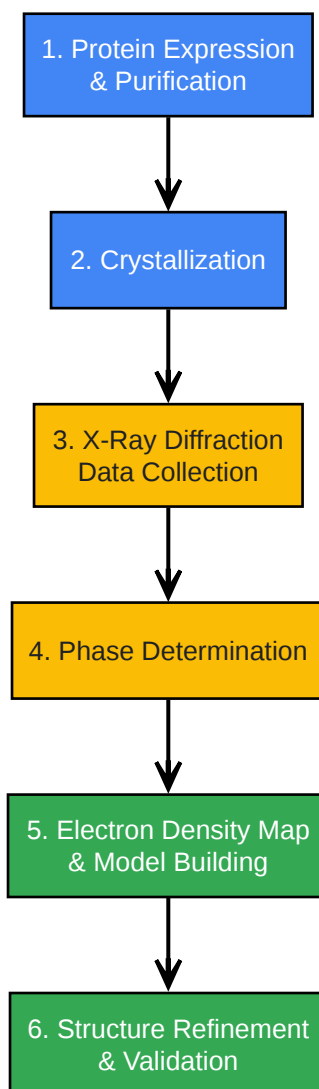 1. Protein Expression
& Purification
2. Crystallization
3. X-Ray Diffraction
Data Collection
4. Phase Determination
5. Electron Density Map
& Model Building
6. Structure Refinement
& Validation